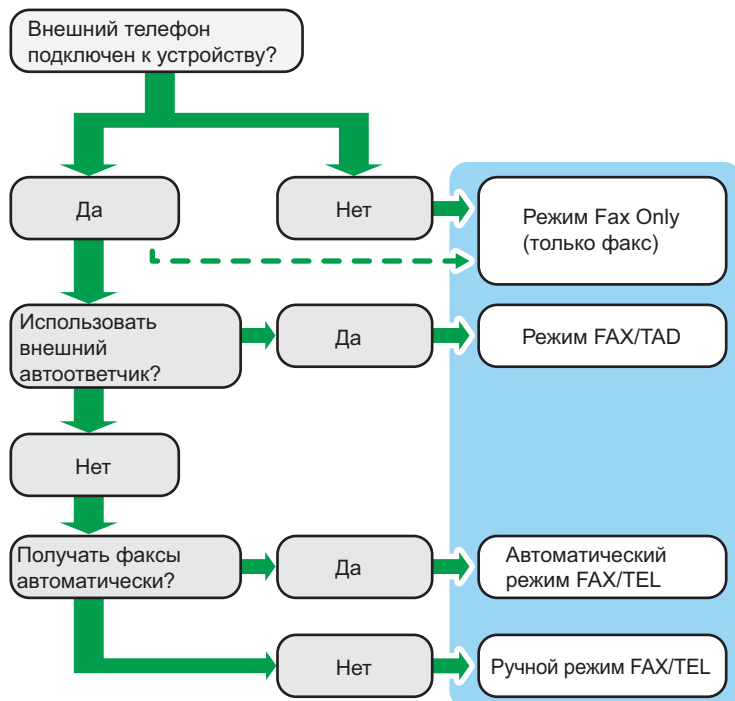 Внешний телефон
подключен к устройству?
Да
Нет
Режим Fax Only
(только факс)
Использовать
внешний
автоответчик?
Да
Режим FAX/TAD
Нет
Получать факсы
автоматически?
Да
Автоматический
режим FAX/TEL
Нет
Ручной режим FAX/TEL